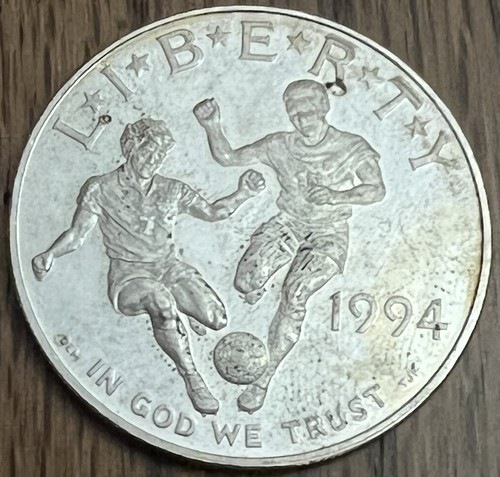 L★I★B★E★R★T★Y
1994
IN GOD WE TRUST